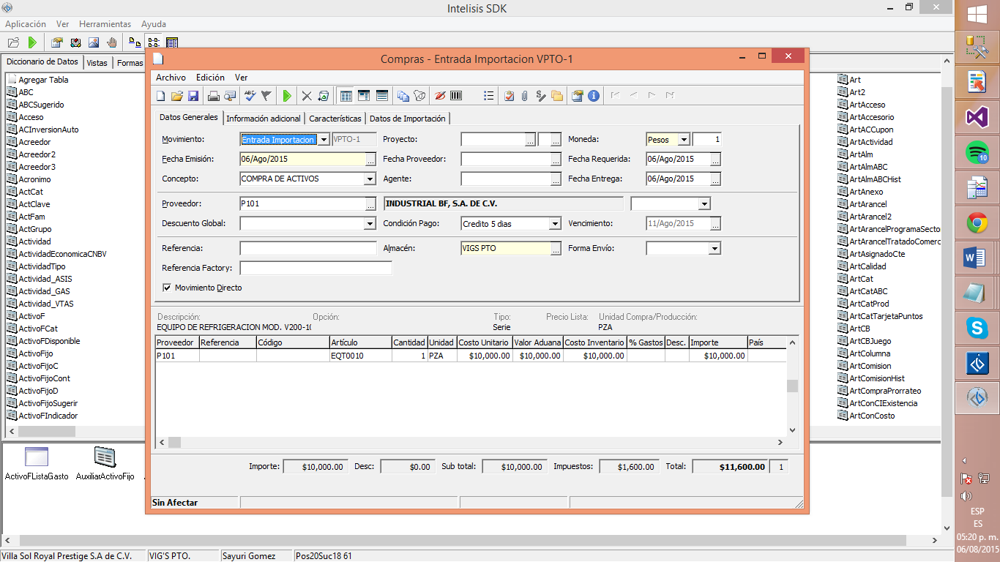 Intelisis SDK
Aplicación Ver Herramientas Ayuda
Diccionario de Datos Vistas Formas
Agregar Tabla
ABC
ABCSugerido
Acceso
ACInversionAuto
Acreedor
Acreedor2
Acreedor3
Acronimo
ActCat
ActClave
ActFam
ActGrupo
Actividad
ActividadEconomicaCNBV
ActividadTipo
Actividad_ASIS
Actividad_GAS
Actividad_VTAS
ActivoF
ActivoFCat
ActivoFDisponible
ActivoFijo
ActivoFijoC
ActivoFijoCont
ActivoFijoD
ActivoFijoSugerir
ActivoFIndicador
ActivoFListaGasto AuxiliarActivoFijo
Compras - Entrada Importacion VPTO-1
Archivo Edición Ver
Datos Generales Información adicional Características Datos de Importación
Movimiento: Entrada Importacion VPTO-1 Proyecto: Moneda: Pesos 1
Fecha Emisión: 06/Ago/2015 Fecha Proveedor: Fecha Requerida: 06/Ago/2015
Concepto: COMPRA DE ACTIVOS Agente: Fecha Entrega: 06/Ago/2015
Proveedor: P101 INDUSTRIAL BF, S.A. DE C.V.
Descuento Global: Condición Pago: Credito 5 dias Vencimiento: 11/Ago/2015
Referencia: Almacén: VIGS PTO Forma Envío:
Referencia Factory:
Movimiento Directo
Descripción: Opción: Tipo: Precio Lista: Unidad Compra/Producción:
EQUIPO DE REFRIGERACION MOD. V200-10 Serie PZA
Proveedor Referencia Código Artículo Cantidad Unidad Costo Unitario Valor Aduana Costo Inventario % Gastos Desc. Importe País
P101 EQT0010 1 PZA $10,000.00 $10,000.00 $10,000.00 $10,000.00
Importe: $10,000.00 Desc: $0.00 Sub total: $10,000.00 Impuestos: $1,600.00 Total: $11,600.00 1
Sin Afectar
Art
Art2
ArtAcceso
ArtAccesorio
ArtACCupon
ArtActividad
ArtAlm
ArtAlmABC
ArtAlmABCHist
ArtAnexo
ArtArancel
ArtArancel2
ArtArancelProgramaSecto
ArtArancelTratadoComerc
ArtAsignadoCte
ArtCalidad
ArtCat
ArtCatABC
ArtCatProd
ArtCatTarjetaPuntos
ArtCB
ArtCBJuego
ArtColumna
ArtComision
ArtComisionHist
ArtCompraProrrateo
ArtConCIExistencia
ArtConCosto
10
ESP
ES
05:20 p. m.
06/08/2015
Villa Sol Royal Prestige S.A de C.V. VIG'S PTO. Sayuri Gomez Pos20Suc18 61